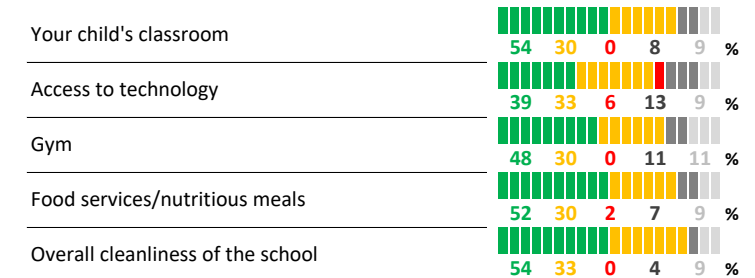 Your child's classroom
54 30 0 8 9 %
Access to technology
39 33 6 13 9 %
Gym
48 30 0 11 11 %
Food services/nutritious meals
52 30 2 7 9 %
Overall cleanliness of the school
54 33 0 4 9 %